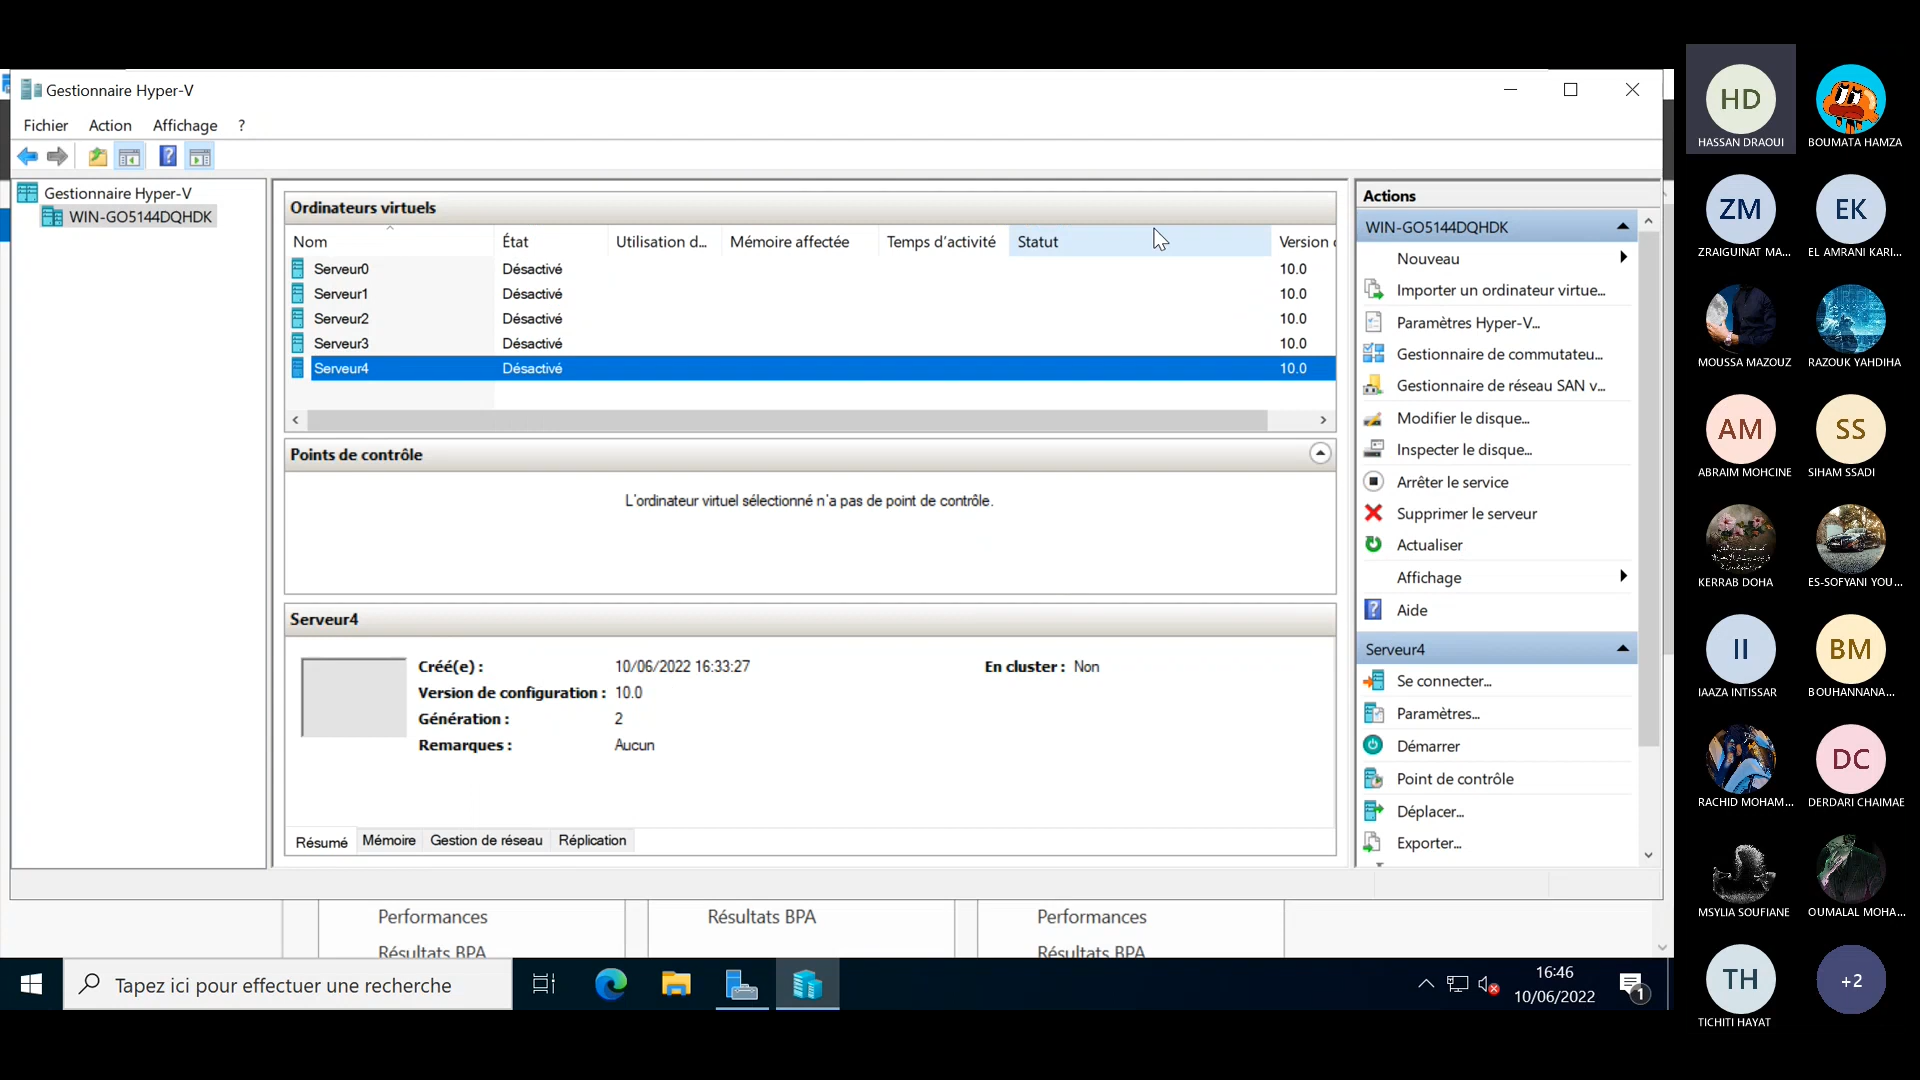 Gestionnaire Hyper-V
Fichier Action Affichage ?
Gestionnaire Hyper-V
WIN-GO5144DQHDK
Ordinateurs virtuels
Nom État Utilisation d... Mémoire affectée Temps d'activité Statut Version
Serveur0 Désactivé 10.0
Serveur1 Désactivé 10.0
Serveur2 Désactivé 10.0
Serveur3 Désactivé 10.0
Serveur4 Désactivé 10.0
Points de contrôle
L'ordinateur virtuel sélectionné n'a pas de point de contrôle.
Serveur4
Créé(e) : 10/06/2022 16:33:27 En cluster : Non
Version de configuration : 10.0
Génération : 2
Remarques : Aucun
Résumé Mémoire Gestion de réseau Réplication
Actions
WIN-GO5144DQHDK
Nouveau
Importer un ordinateur virtue...
Paramètres Hyper-V...
Gestionnaire de commutateu...
Gestionnaire de réseau SAN v...
Modifier le disque...
Inspecter le disque...
Arrêter le service
Supprimer le serveur
Actualiser
Affichage
Aide
Serveur4
Se connecter...
Paramètres...
Démarrer
Point de contrôle
Déplacer...
Exporter...
Performances Résultats BPA Performances
Résultats BPA Résultats BPA
Tapez ici pour effectuer une recherche
16:46
10/06/2022
1
HD
HASSAN DRAOUI BOUMATA HAMZA
ZM EK
ZRAIGUINAT MA... EL AMRANI KARI...
MOUSSA MAZOUZ RAZOUK YAHDIHA
AM SS
ABRAIM MOHCINE SIHAM SSADI
KERRAB DOHA ES-SOFYANI YOU...
II BM
IAAZA INTISSAR BOUHANNANA...
DC
RACHID MOHAM... DERDARI CHAIMAE
MSYLIA SOUFIANE OUMALAL MOHA...
TH +2
TICHITI HAYAT